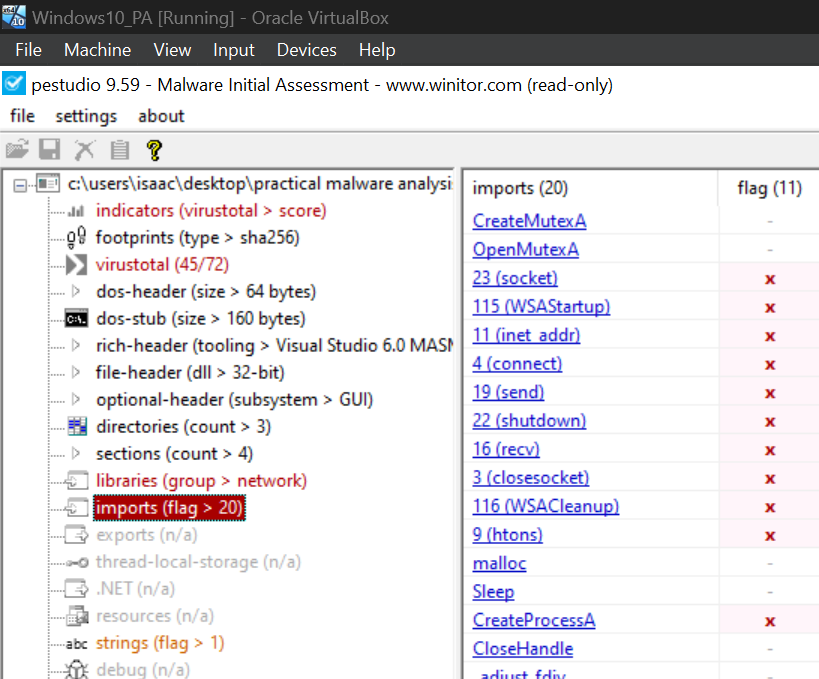 Windows10_PA [Running] - Oracle VirtualBox
File Machine View Input Devices Help
pestudio 9.59 - Malware Initial Assessment - www.winitor.com (read-only)
file settings about
c:\users\isaac\desktop\practical malware analysis
indicators (virustotal > score)
footprints (type > sha256)
virustotal (45/72)
dos-header (size > 64 bytes)
dos-stub (size > 160 bytes)
rich-header (tooling > Visual Studio 6.0 MASM
file-header (dll > 32-bit)
optional-header (subsystem > GUI)
directories (count > 3)
sections (count > 4)
libraries (group > network)
imports (flag > 20)
exports (n/a)
thread-local-storage (n/a)
.NET (n/a)
resources (n/a)
abc strings (flag > 1)
debug (n/a)
imports (20) flag (11)
CreateMutexA -
OpenMutexA -
23 (socket) x
115 (WSAStartup) x
11 (inet_addr) x
4 (connect) x
19 (send) x
22 (shutdown) x
16 (recv) x
3 (closesocket) x
116 (WSACleanup) x
9 (htons) x
malloc -
Sleep -
CreateProcessA x
CloseHandle -
_adjust_fdiv -